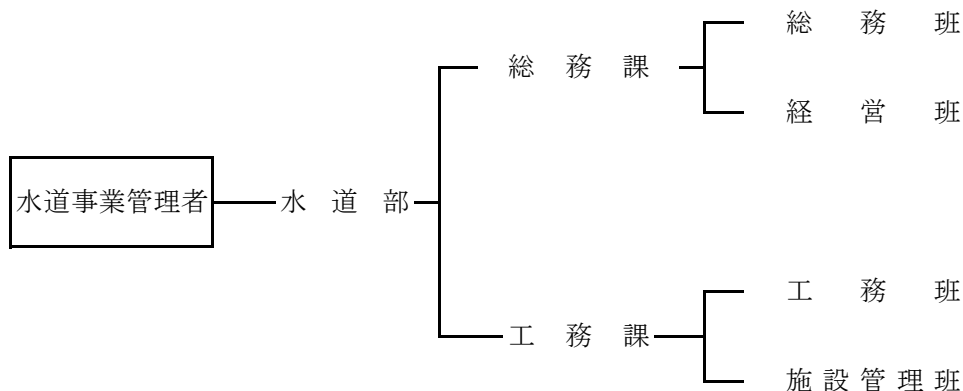 総務班
総務課
経営班
水道事業管理者
水道部
工務班
工務課
施設管理班